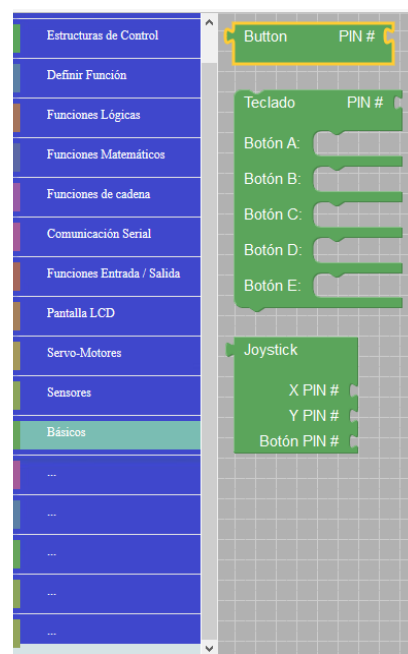 Estructuras de Control
Definir Función
Funciones Lógicas
Funciones Matemáticos
Funciones de cadena
Comunicación Serial
Funciones Entrada / Salida
Pantalla LCD
Servo-Motores
Sensores
Básicos
...
...
...
...
...
Button PIN #
Teclado PIN #
Botón A:
Botón B:
Botón C:
Botón D:
Botón E:
Joystick
X PIN #
Y PIN #
Botón PIN #